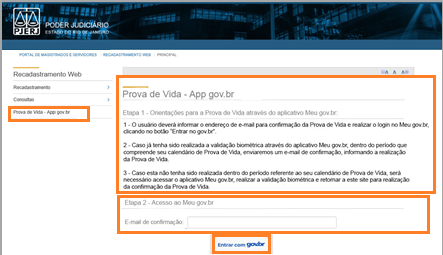 PJERJ
PODER JUDICIÁRIO
ESTADO DO RIO DE JANEIRO
PORTAL DE MAGISTRADOS E SERVIDORES RECADASTRAMENTO WEB PRINCIPAL
Recadastramento Web
Recadastramento
Consultas
Prova de Vida - App gov.br
A A
Prova de Vida - App gov.br
Etapa 1 - Orientações para a Prova de Vida através do aplicativo Meu gov.br:
1 - O usuário deverá informar o endereço de e-mail para confirmação da Prova de Vida e realizar o login no Meu gov.br,
clicando no botão "Entrar no gov.br".
2 - Caso já tenha sido realizada a validação biométrica através do aplicativo Meu gov.br, dentro do período que
compreende seu calendário de Prova de Vida, enviaremos um e-mail de confirmação, informando a realização
da Prova de Vida.
3 - Caso esta não tenha sido realizada dentro do período referente ao seu calendário de Prova de Vida, será
necessário acessar o aplicativo Meu gov.br, realizar a validação biométrica e retornar a este site para realização
da confirmação da Prova de Vida.
Etapa 2 - Acesso ao Meu gov.br
E-mail de confirmação:
Entrar com gov.br